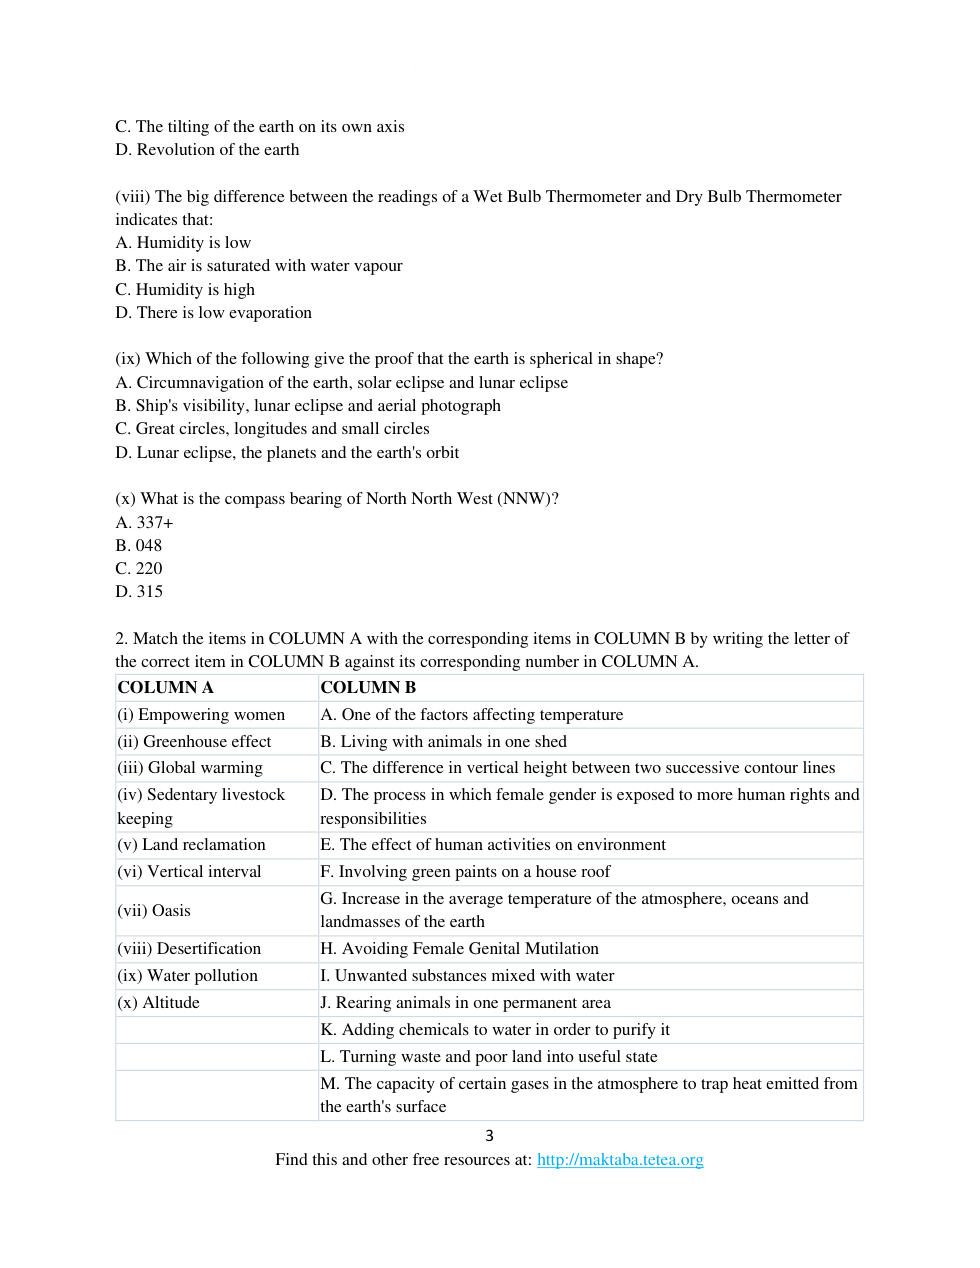 C. The tilting of the earth on its own axis
D. Revolution of the earth
(viii) The big difference between the readings of a Wet Bulb Thermometer and Dry Bulb Thermometer
indicates that:
A. Humidity is low
B. The air is saturated with water vapour
C. Humidity is high
D. There is low evaporation
(ix) Which of the following give the proof that the earth is spherical in shape?
A. Circumnavigation of the earth, solar eclipse and lunar eclipse
B. Ship's visibility, lunar eclipse and aerial photograph
C. Great circles, longitudes and small circles
D. Lunar eclipse, the planets and the earth's orbit
(x) What is the compass bearing of North North West (NNW)?
A. 337+
B. 048
C. 220
D. 315
2. Match the items in COLUMN A with the corresponding items in COLUMN B by writing the letter of
the correct item in COLUMN B against its corresponding number in COLUMN A.
COLUMN A COLUMN B
(i) Empowering women A. One of the factors affecting temperature
(ii) Greenhouse effect B. Living with animals in one shed
(iii) Global warming C. The difference in vertical height between two successive contour lines
(iv) Sedentary livestock D. The process in which female gender is exposed to more human rights and
keeping responsibilities
(v) Land reclamation E. The effect of human activities on environment
(vi) Vertical interval F. Involving green paints on a house roof
(vii) Oasis G. Increase in the average temperature of the atmosphere, oceans and
landmasses of the earth
(viii) Desertification H. Avoiding Female Genital Mutilation
(ix) Water pollution I. Unwanted substances mixed with water
(x) Altitude J. Rearing animals in one permanent area
K. Adding chemicals to water in order to purify it
L. Turning waste and poor land into useful state
M. The capacity of certain gases in the atmosphere to trap heat emitted from
the earth's surface
3
Find this and other free resources at: http://maktaba.tetea.org